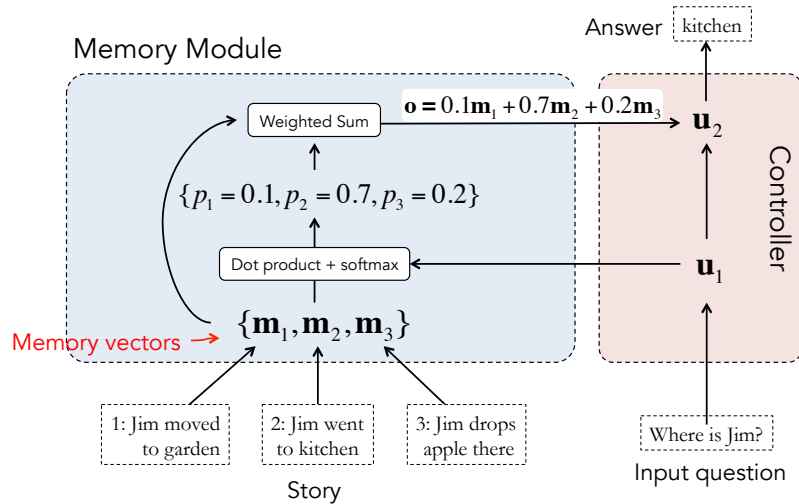 Answer
kitchen
Memory Module
Weighted Sum
o = 0.1m₁ + 0.7m₂ + 0.2m₃
u₂
{p₁ = 0.1, p₂ = 0.7, p₃ = 0.2}
Controller
Dot product + softmax
u₁
{m₁, m₂, m₃}
Memory vectors
1: Jim moved
to garden
2: Jim went
to kitchen
3: Jim drops
apple there
Where is Jim?
Input question
Story